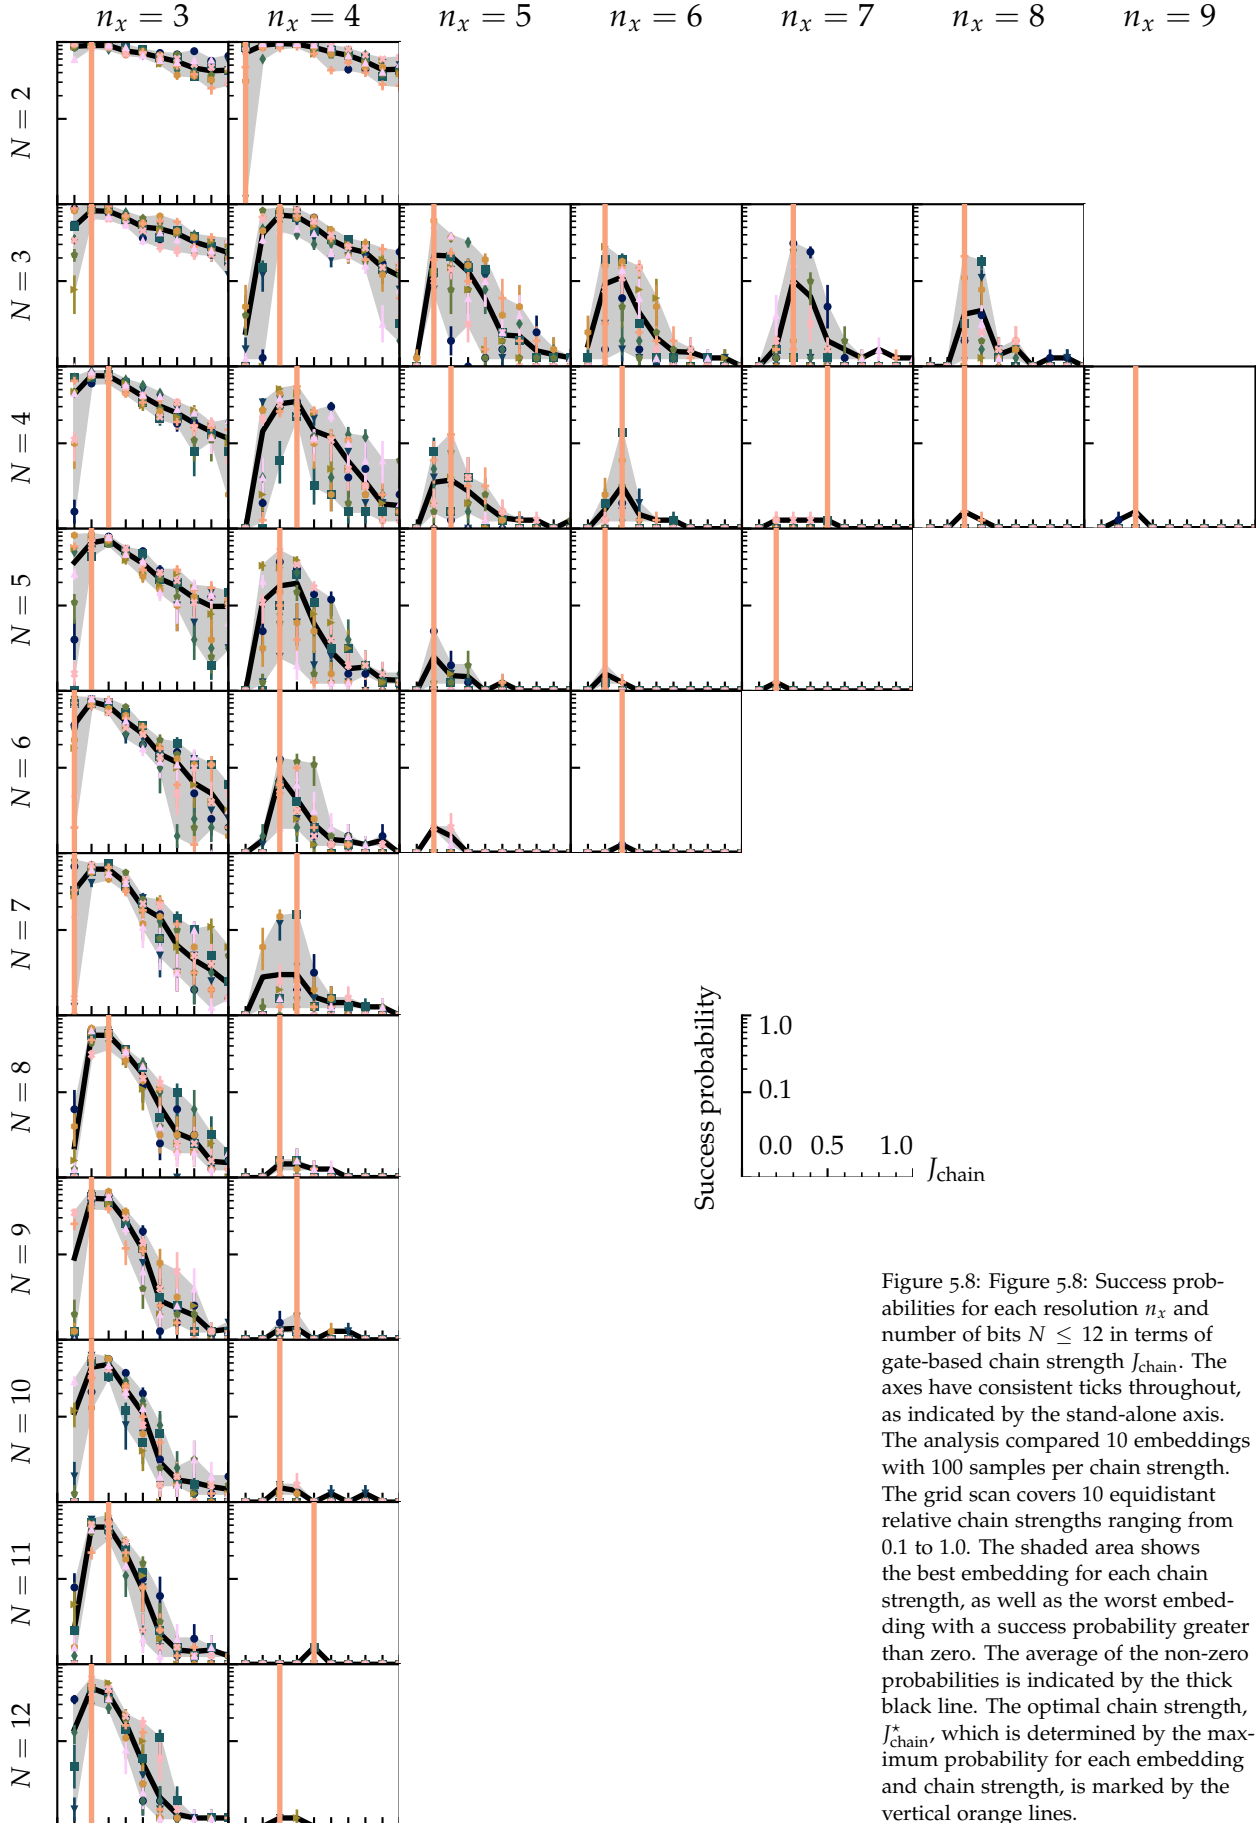 n_x = 3 n_x = 4 n_x = 5 n_x = 6 n_x = 7 n_x = 8 n_x = 9
N = 2
N = 3
N = 4
N = 5
N = 6
N = 7
N = 8
N = 9
N = 10
N = 11
N = 12
Success probability
1.0
0.1
0.0 0.5 1.0
J_chain
Figure 5.8: Figure 5.8: Success prob-
abilities for each resolution n_x and
number of bits N ≤ 12 in terms of
gate-based chain strength J_chain. The
axes have consistent ticks throughout,
as indicated by the stand-alone axis.
The analysis compared 10 embeddings
with 100 samples per chain strength.
The grid scan covers 10 equidistant
relative chain strengths ranging from
0.1 to 1.0. The shaded area shows
the best embedding for each chain
strength, as well as the worst embed-
ding with a success probability greater
than zero. The average of the non-zero
probabilities is indicated by the thick
black line. The optimal chain strength,
J*_chain, which is determined by the max-
imum probability for each embedding
and chain strength, is marked by the
vertical orange lines.